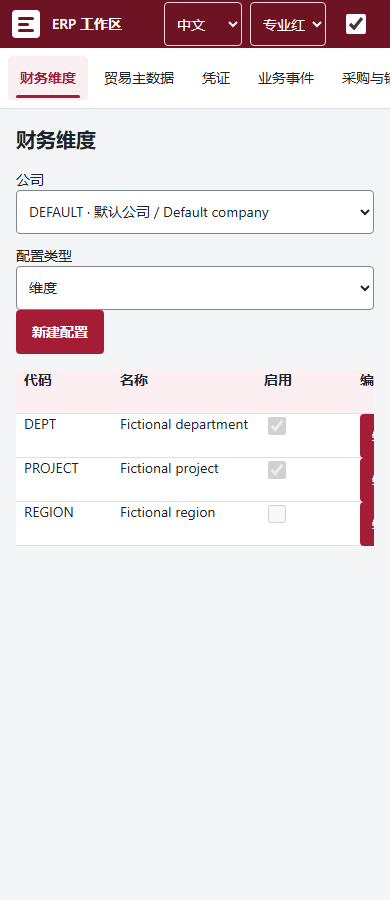 ERP 工作区 中文 专业红
财务维度 贸易主数据 凭证 业务事件 采购与
财务维度
公司
DEFAULT · 默认公司 / Default company
配置类型
维度
新建配置
代码 名称 启用
DEPT Fictional department
PROJECT Fictional project
REGION Fictional region